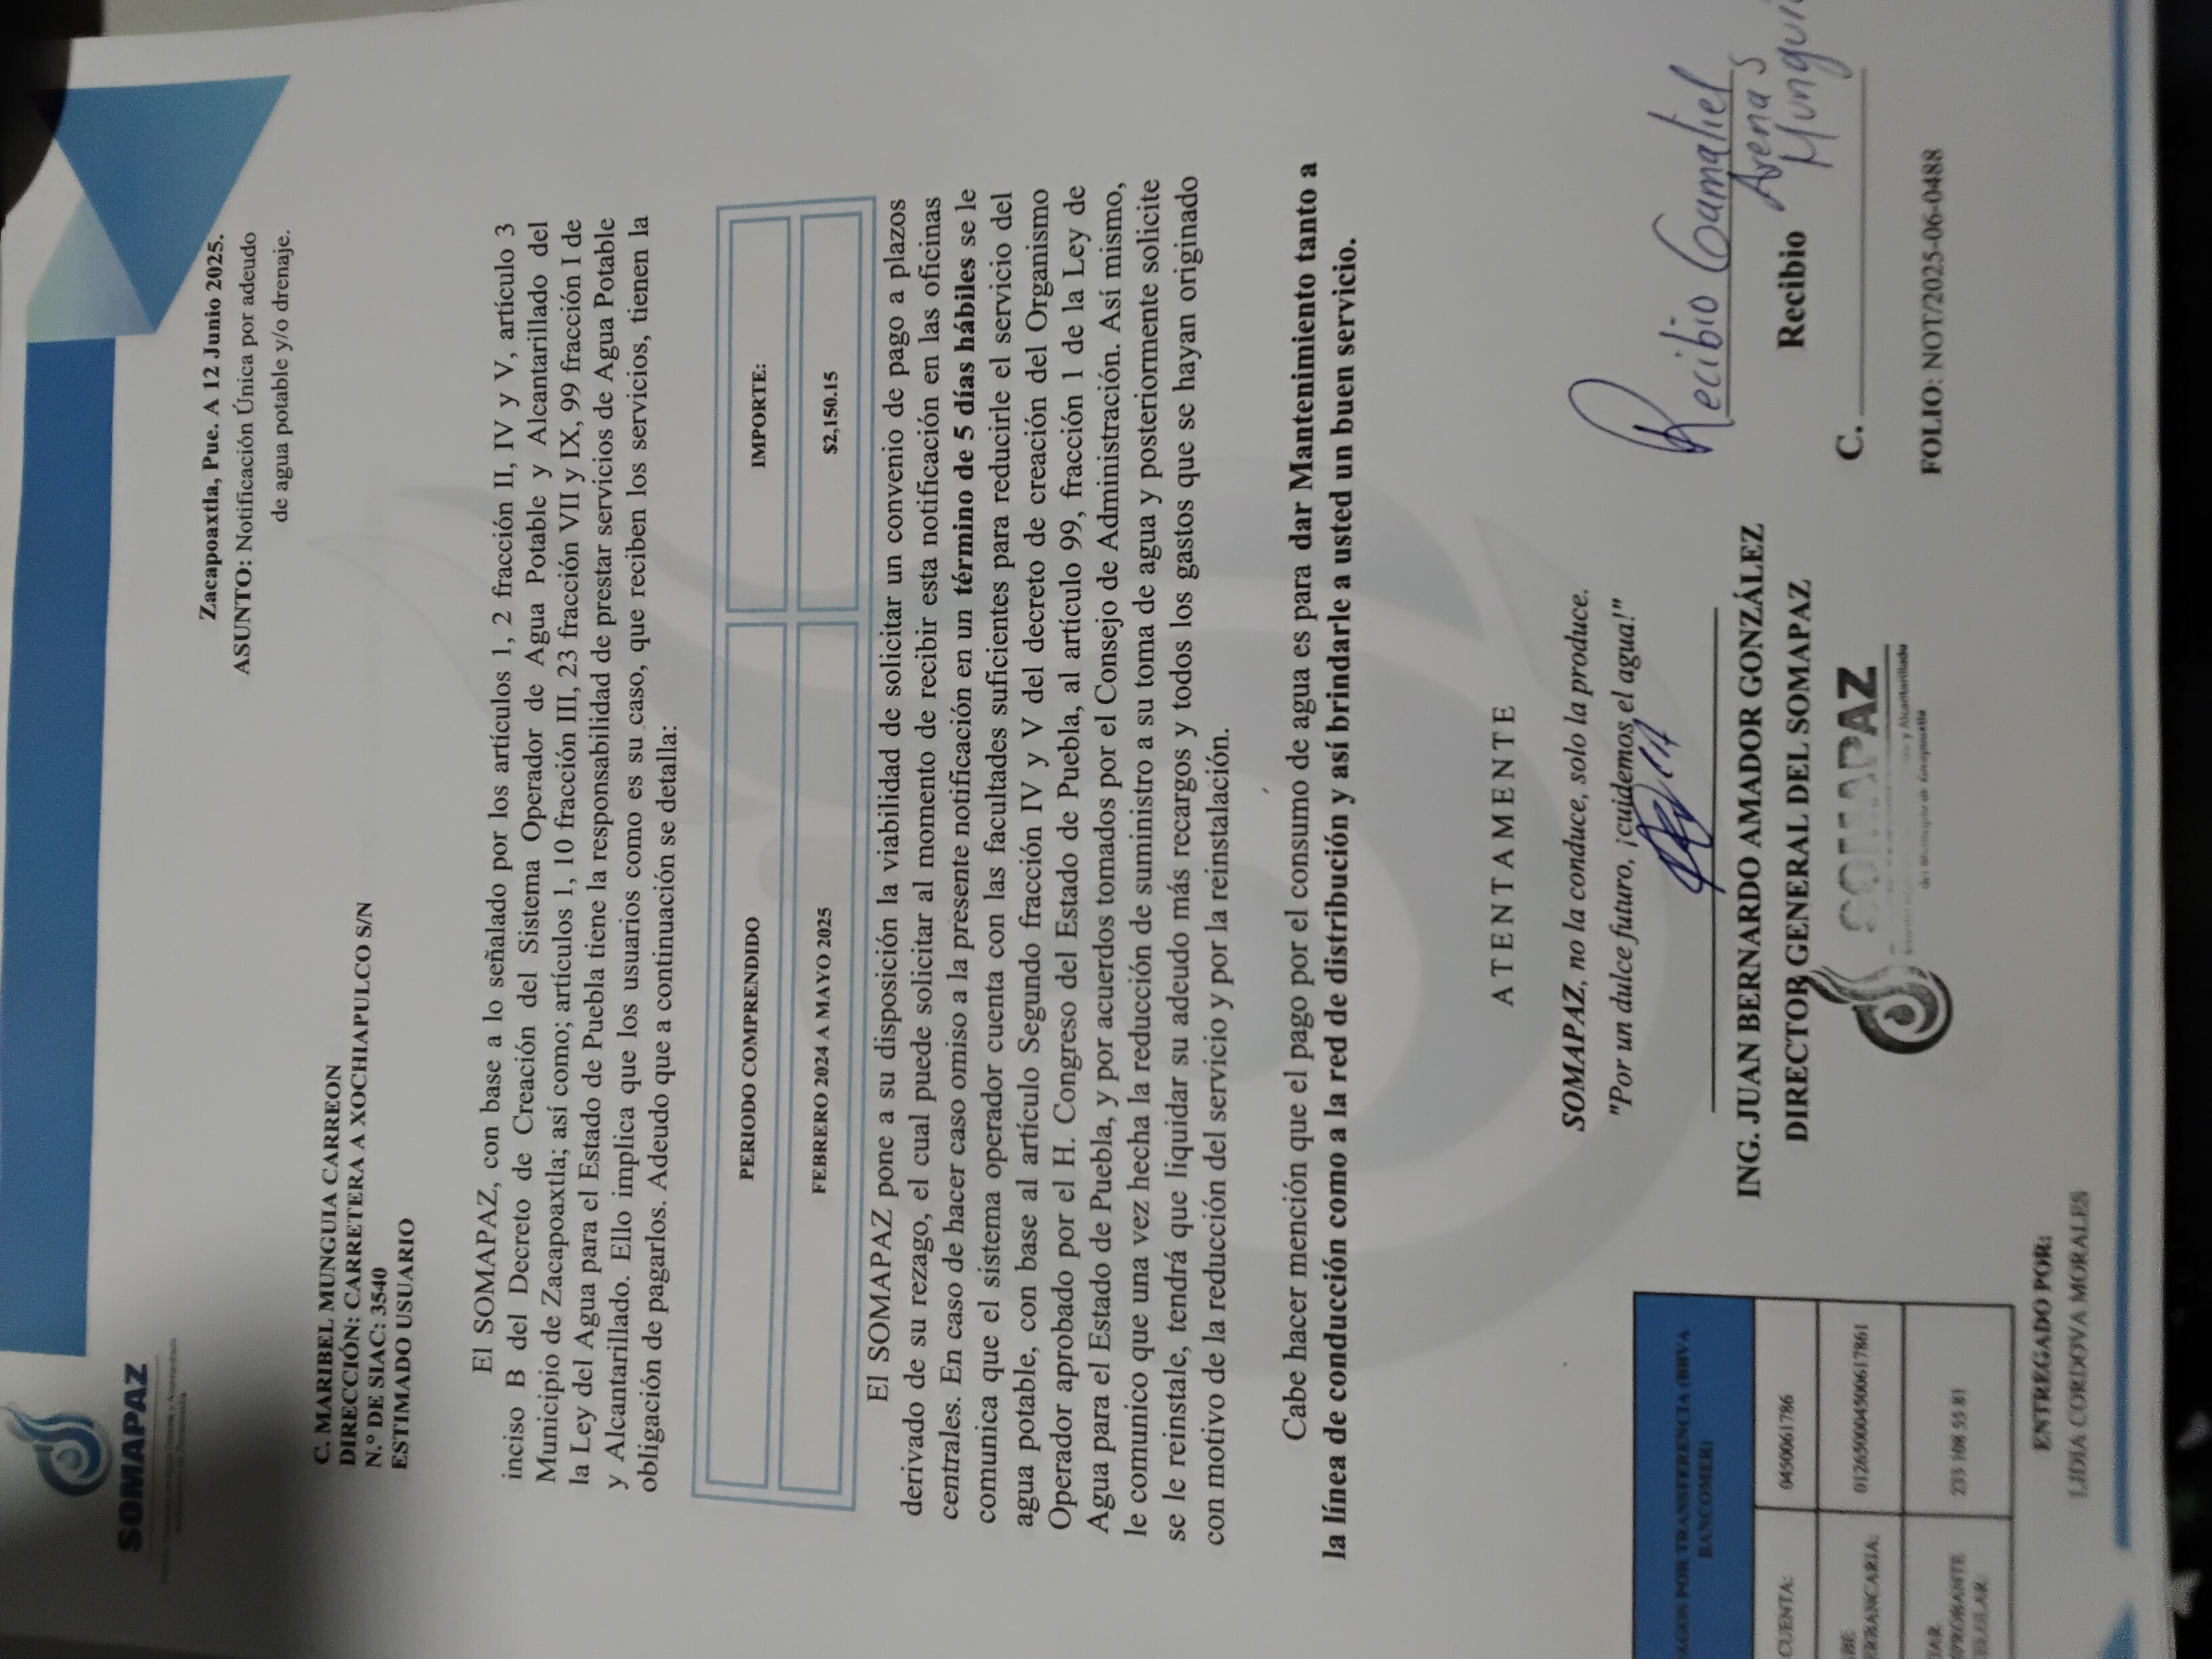 SOMAPAZ
Zacapoaxtla, Pue. A 12 Junio 2025.
ASUNTO: Notificación Única por adeudo
de agua potable y/o drenaje.
C. MARIBEL MUNGUIA CARREON
DIRECCIÓN: CARRETERA A XOCHIAPULCO S/N
N.º DE SIAC: 3540
ESTIMADO USUARIO
El SOMAPAZ, con base a lo señalado por los artículos 1, 2 fracción II, IV y V, artículo 3
inciso B del Decreto de Creación del Sistema Operador de Agua Potable y Alcantarillado del
Municipio de Zacapoaxtla; así como; artículos 1, 10 fracción III, 23 fracción VII y IX, 99 fracción I de
la Ley del Agua para el Estado de Puebla tiene la responsabilidad de prestar servicios de Agua Potable
y Alcantarillado. Ello implica que los usuarios como es su caso, que reciben los servicios, tienen la
obligación de pagarlos. Adeudo que a continuación se detalla:
PERIODO COMPRENDIDO IMPORTE:
FEBRERO 2024 A MAYO 2025 $2,150.15
El SOMAPAZ pone a su disposición la viabilidad de solicitar un convenio de pago a plazos
derivado de su rezago, el cual puede solicitar al momento de recibir esta notificación en las oficinas
centrales. En caso de hacer caso omiso a la presente notificación en un término de 5 días hábiles se le
comunica que el sistema operador cuenta con las facultades suficientes para reducirle el servicio del
agua potable, con base al artículo Segundo fracción IV y V del decreto de creación del Organismo
Operador aprobado por el H. Congreso del Estado de Puebla, al artículo 99, fracción 1 de la Ley de
Agua para el Estado de Puebla, y por acuerdos tomados por el Consejo de Administración. Así mismo,
le comunico que una vez hecha la reducción de suministro a su toma de agua y posteriormente solicite
se le reinstale, tendrá que liquidar su adeudo más recargos y todos los gastos que se hayan originado
con motivo de la reducción del servicio y por la reinstalación.
Cabe hacer mención que el pago por el consumo de agua es para dar Mantenimiento tanto a
la línea de conducción como a la red de distribución y así brindarle a usted un buen servicio.
ATENTAMENTE
SOMAPAZ, no la conduce, solo la produce.
"Por un dulce futuro, ¡cuidemos el agua!"
ING. JUAN BERNARDO AMADOR GONZÁLEZ
DIRECTOR GENERAL DEL SOMAPAZ
SOMAPAZ
y Alcantarillado
del Municipio de Zacapoaxtla
Recibio Gamaliel
Arenas
Munguia
Recibio
C.
FOLIO: NOT/2025-06-0488
AGOS POR TRANSFERENCIA (BBVA
BANCOMER)
CUENTA: 0450061786
ERBANCARIA: 012650004500617861
233 108 55 81
ENTREGADO POR:
LIDIA CORDOVA MORALES